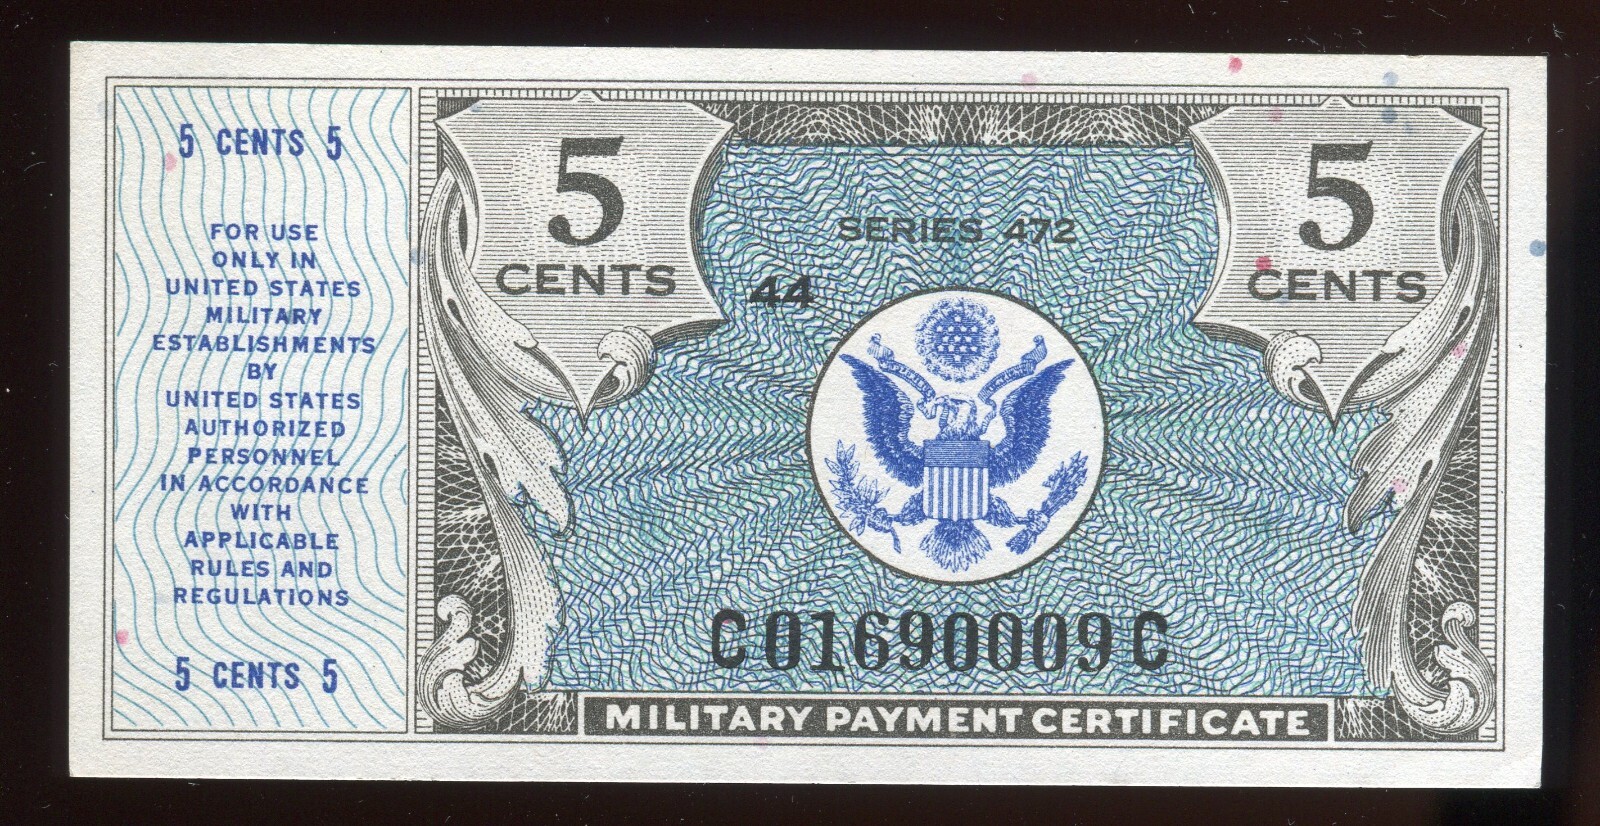 5 CENTS 5
FOR USE
ONLY IN
UNITED STATES
MILITARY
ESTABLISHMENTS
BY
UNITED STATES
AUTHORIZED
PERSONNEL
IN ACCORDANCE
WITH
APPLICABLE
RULES AND
REGULATIONS
5 CENTS 5
5
CENTS
SERIES 472
44
5
CENTS
C01690009C
MILITARY PAYMENT CERTIFICATE